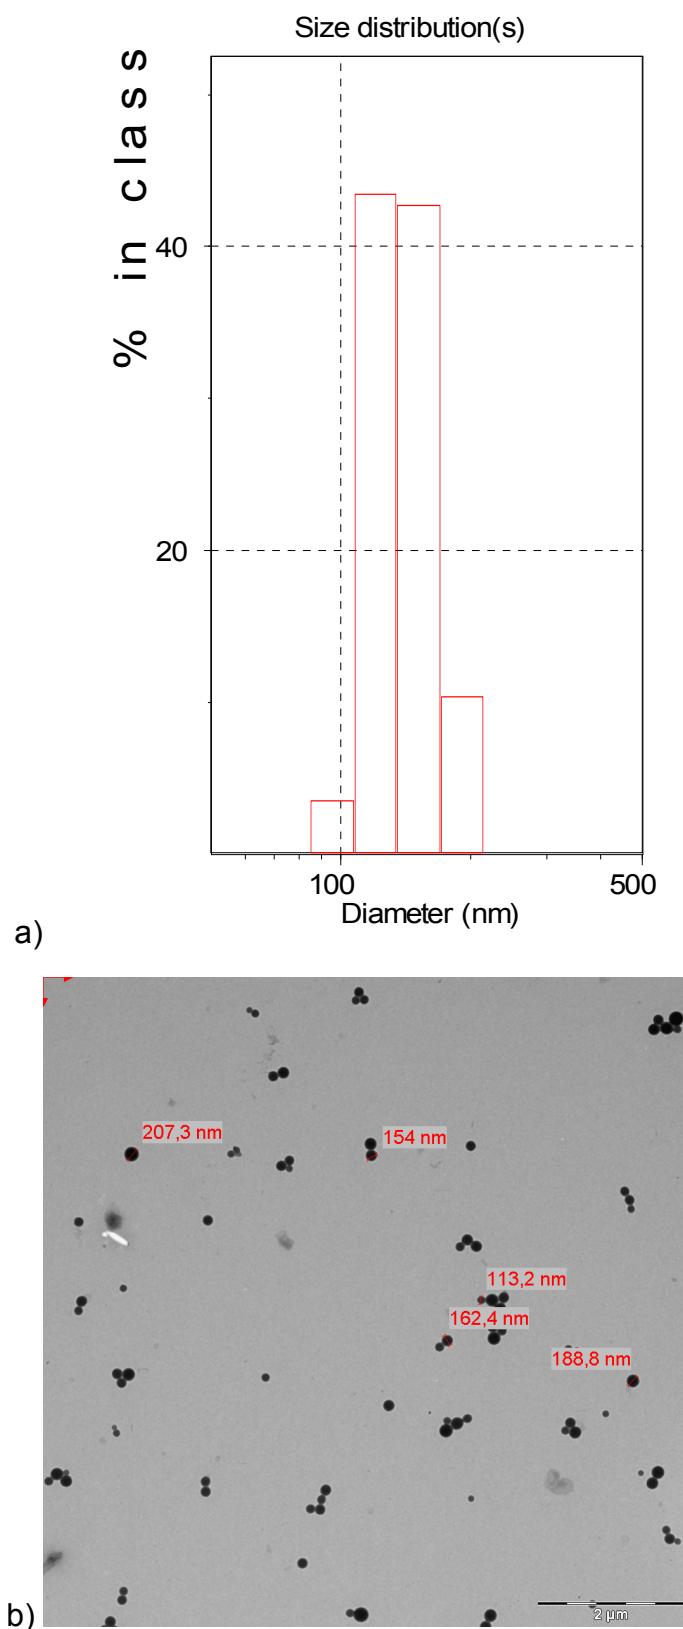 Size distribution(s)
% in class
40
20
100
500
Diameter (nm)
a)
207,3 nm
154 nm
113,2 nm
162,4 nm
188,8 nm
2 µm
b)